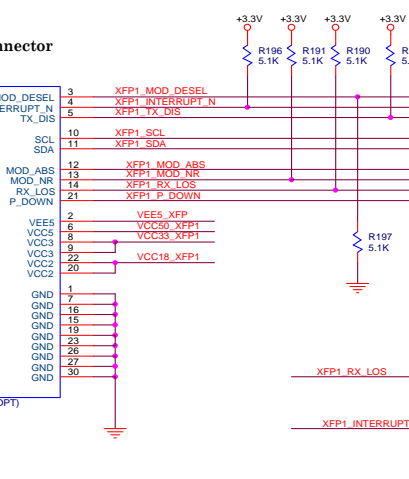 +3.3V +3.3V +3.3V +3.3V
nnector
R196 R191 R190
5.1K 5.1K 5.1K 5.
MOD_DESEL 3 XFP1_MOD_DESEL
ERRUPT_N 4 XFP1_INTERRUPT_N
TX_DIS 5 XFP1_TX_DIS
SCL 10 XFP1_SCL
SDA 11 XFP1_SDA
MOD_ABS 12 XFP1_MOD_ABS
MOD_NR 13 XFP1_MOD_NR
RX_LOS 14 XFP1_RX_LOS
P_DOWN 21 XFP1_P_DOWN
VEE5 2 VEE5_XFP
VCC5 6 VCC50_XFP1
VCC3 8 VCC33_XFP1
VCC3 9
VCC2 22 VCC18_XFP1
VCC2 20
R197
5.1K
GND 1
GND 7
GND 16
GND 15
GND 19
GND 23
GND 26
GND 27
GND 30
XFP1_RX_LOS
OPT)
XFP1_INTERRUPT